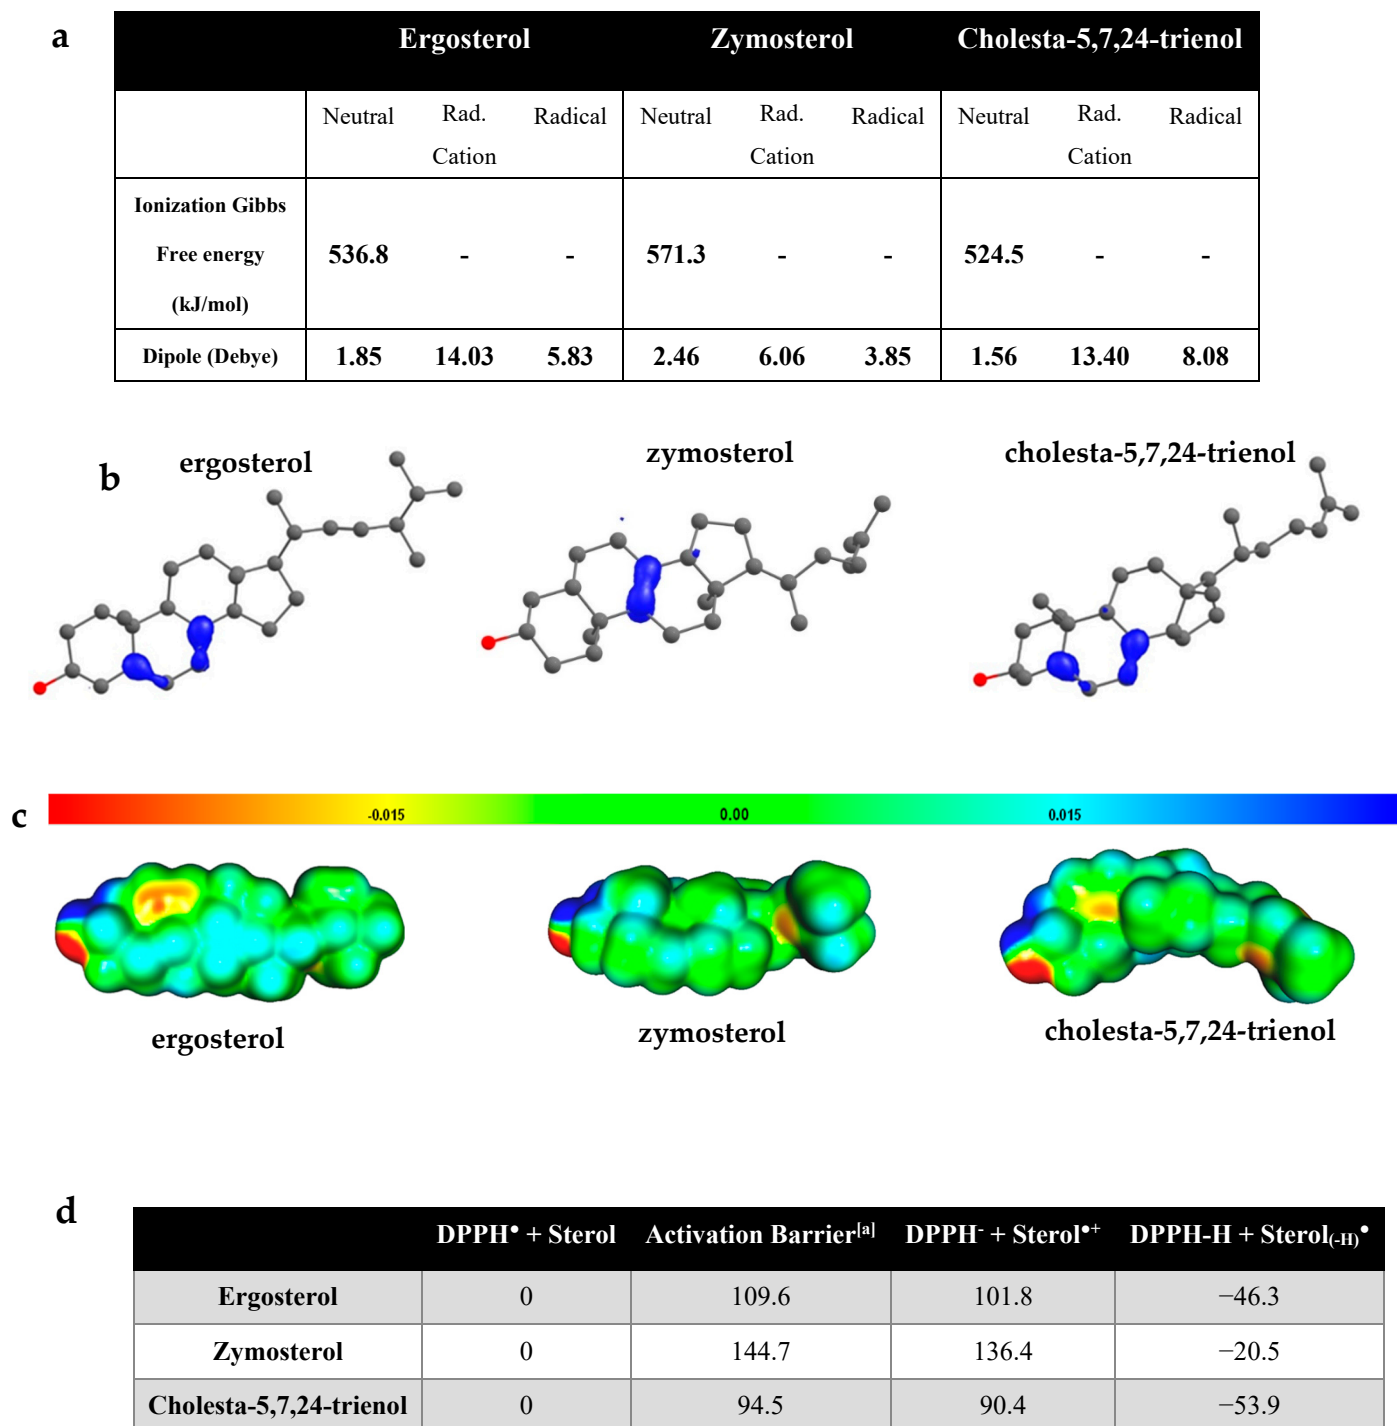 a
Ergosterol Zymosterol Cholesta-5,7,24-trienol
Neutral Rad. Cation Radical Neutral Rad. Cation Radical Neutral Rad. Cation Radical
Ionization Gibbs Free energy (kJ/mol) 536.8 - - 571.3 - - 524.5 - -
Dipole (Debye) 1.85 14.03 5.83 2.46 6.06 3.85 1.56 13.40 8.08
b
ergosterol zymosterol cholesta-5,7,24-trienol
c
-0.015 0.00 0.015
ergosterol zymosterol cholesta-5,7,24-trienol
d
DPPH• + Sterol Activation Barrier[a] DPPH- + Sterol•+ DPPH-H + Sterol(-H)•
Ergosterol 0 109.6 101.8 −46.3
Zymosterol 0 144.7 136.4 −20.5
Cholesta-5,7,24-trienol 0 94.5 90.4 −53.9